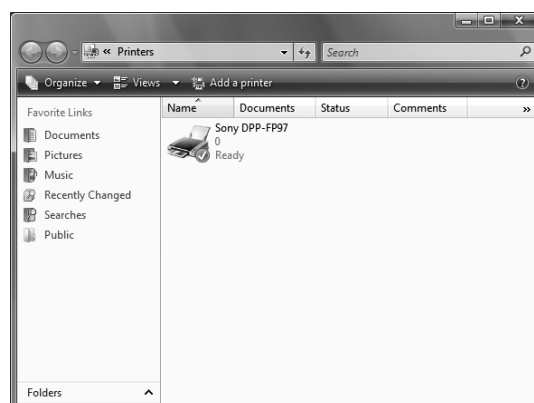 « Printers
Search
Organize Views Add a printer
Favorite Links
Documents
Pictures
Music
Recently Changed
Searches
Public
Folders
Name Documents Status Comments »
Sony DPP-FP97
0
Ready